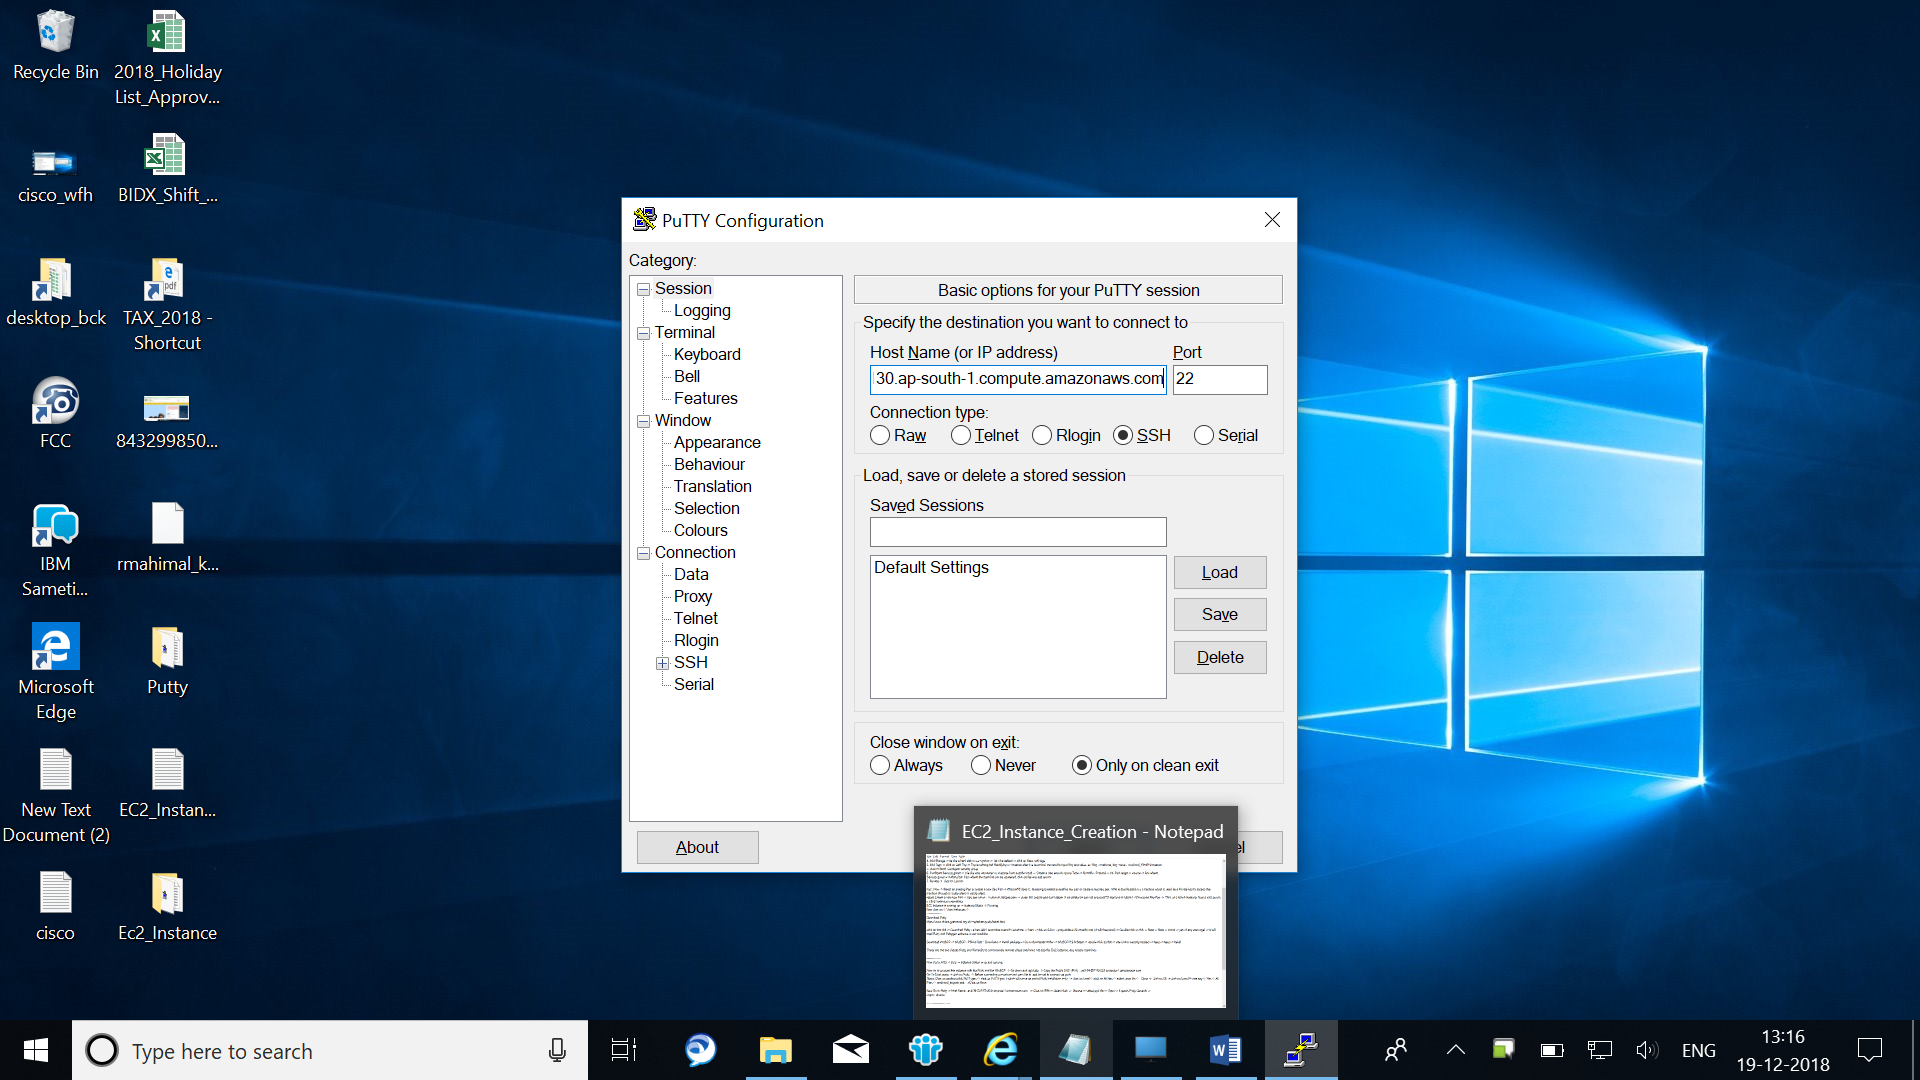 Recycle Bin
2018_Holiday
List_Approv...
cisco_wfh
BIDX_Shift_...
desktop_bck
TAX_2018 -
Shortcut
FCC
843299850...
IBM
Sameti...
rmahimal_k...
Microsoft
Edge
Putty
New Text
Document (2)
EC2_Instan...
cisco
Ec2_Instance
PuTTY Configuration
Category:
Session
Logging
Terminal
Keyboard
Bell
Features
Window
Appearance
Behaviour
Translation
Selection
Colours
Connection
Data
Proxy
Telnet
Rlogin
SSH
Serial
Basic options for your PuTTY session
Specify the destination you want to connect to
Host Name (or IP address)
Port
30.ap-south-1.compute.amazonaws.com
22
Connection type:
Raw
Telnet
Rlogin
SSH
Serial
Load, save or delete a stored session
Saved Sessions
Default Settings
Load
Save
Delete
Close window on exit:
Always
Never
Only on clean exit
About
EC2_Instance_Creation - Notepad
Type here to search
ENG
13:16
19-12-2018